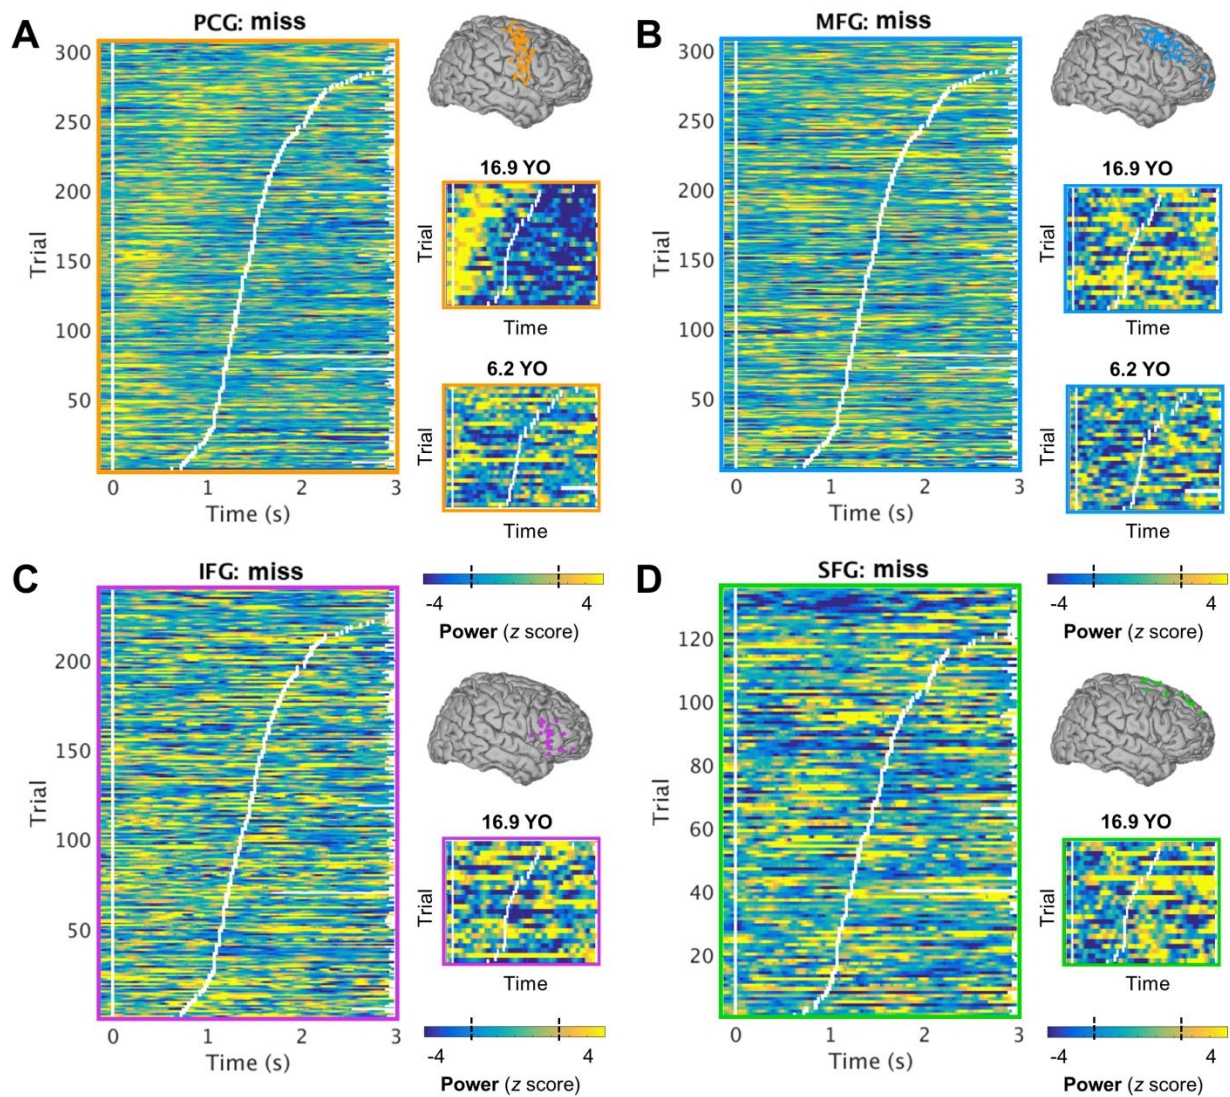 A
PCG: miss
300
250
200
150
100
50
Trial
0
1
2
3
Time (s)
16.9 YO
Trial
Time
6.2 YO
Trial
Time
B
MFG: miss
300
250
200
150
100
50
Trial
0
1
2
3
Time (s)
16.9 YO
Trial
Time
6.2 YO
Trial
Time
C
IFG: miss
200
150
100
50
Trial
0
1
2
3
Time (s)
-4
4
Power (z score)
16.9 YO
Trial
Time
-4
4
Power (z score)
D
SFG: miss
120
100
80
60
40
20
Trial
0
1
2
3
Time (s)
-4
4
Power (z score)
16.9 YO
Trial
Time
-4
4
Power (z score)